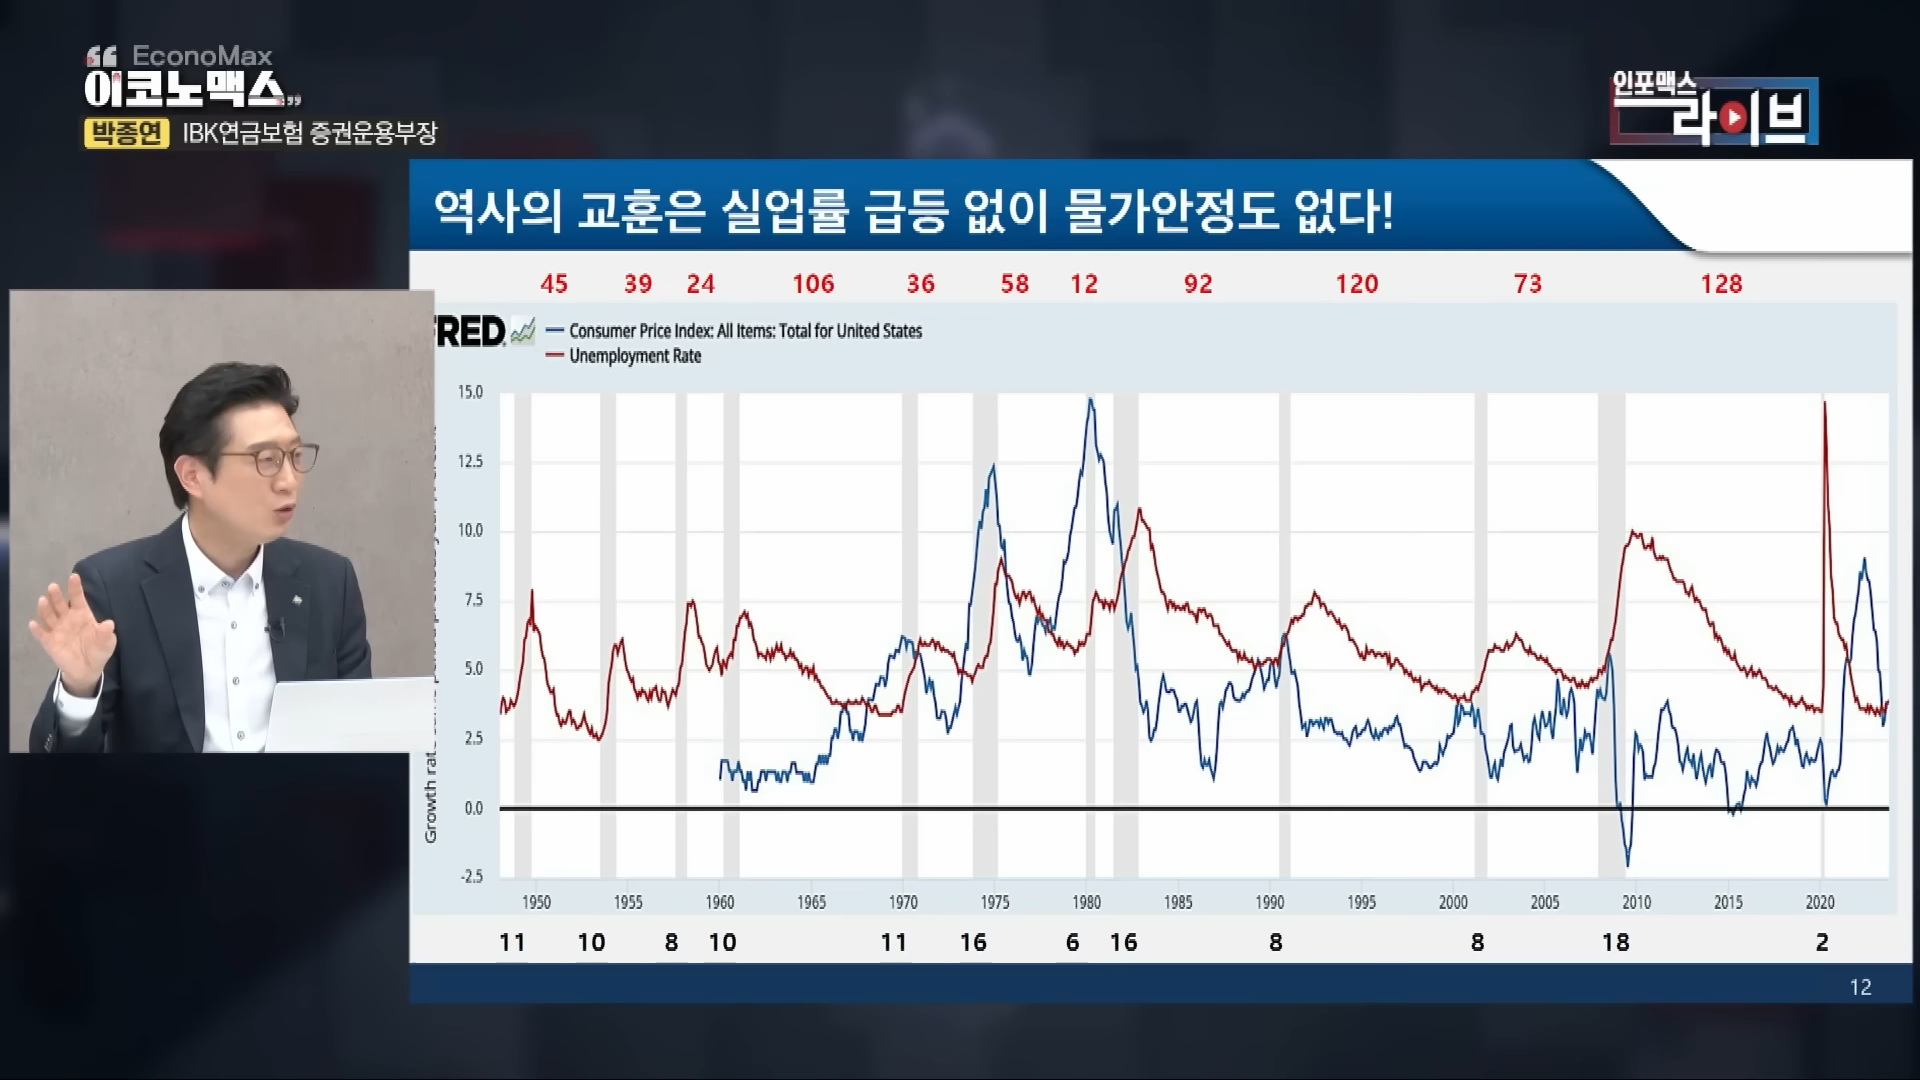 EconoMax
이코노맥스
박종연 IBK연금보험 증권운용부장
인포맥스
라이브
역사의 교훈은 실업률 급등 없이 물가안정도 없다!
45 39 24 106 36 58 12 92 120 73 128
FRED
Consumer Price Index: All Items: Total for United States
Unemployment Rate
15.0
12.5
10.0
7.5
5.0
2.5
0.0
-2.5
Growth
1950 1955 1960 1965 1970 1975 1980 1985 1990 1995 2000 2005 2010 2015 2020
11 10 8 10 11 16 6 16 8 8 18 2
12